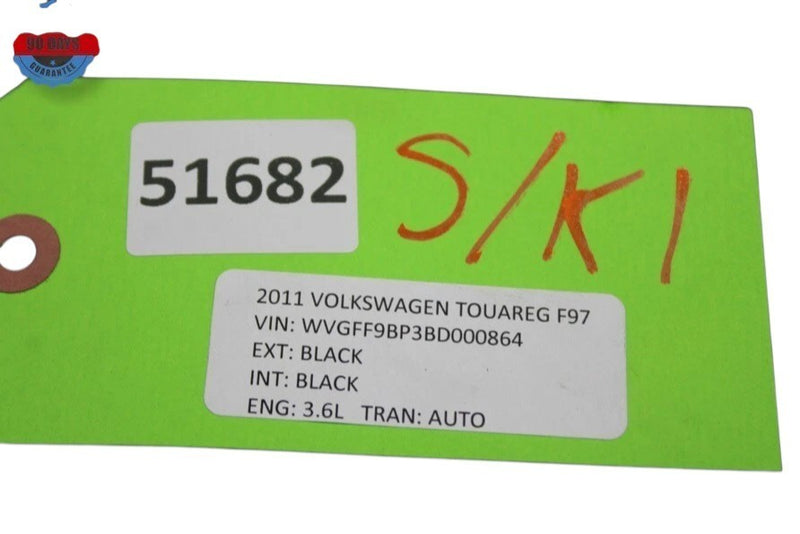 90 DAYS
GUARANTEE
51682
S/K1
2011 VOLKSWAGEN TOUAREG F97
VIN: WVGFF9BP3BD000864
EXT: BLACK
INT: BLACK
ENG: 3.6L TRAN: AUTO